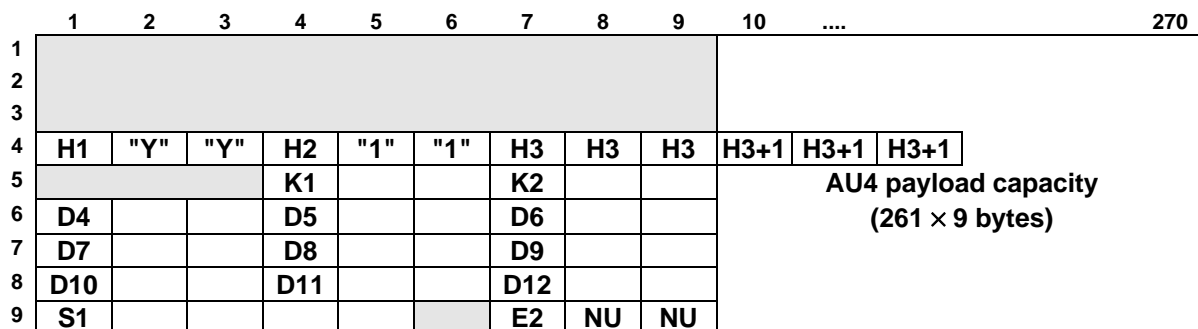 1 2 3 4 5 6 7 8 9 10 .... 270
1
2
3
4 H1 "Y" "Y" H2 "1" "1" H3 H3 H3 H3+1 H3+1 H3+1
5 K1 K2 AU4 payload capacity
6 D4 D5 D6 (261 × 9 bytes)
7 D7 D8 D9
8 D10 D11 D12
9 S1 E2 NU NU